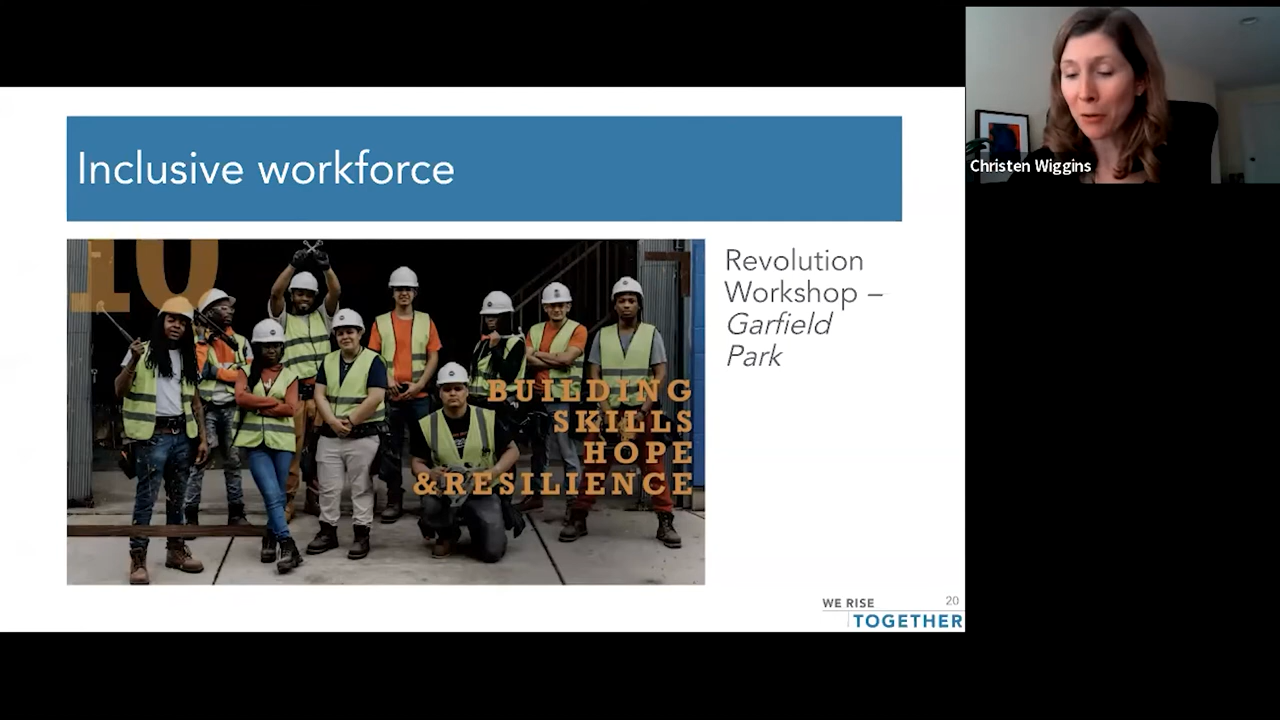 Inclusive workforce
10
BUILDING
SKILLS
HOPE
&RESILIENCE
Revolution
Workshop –
Garfield
Park
WE RISE
20
TOGETHER
Christen Wiggins